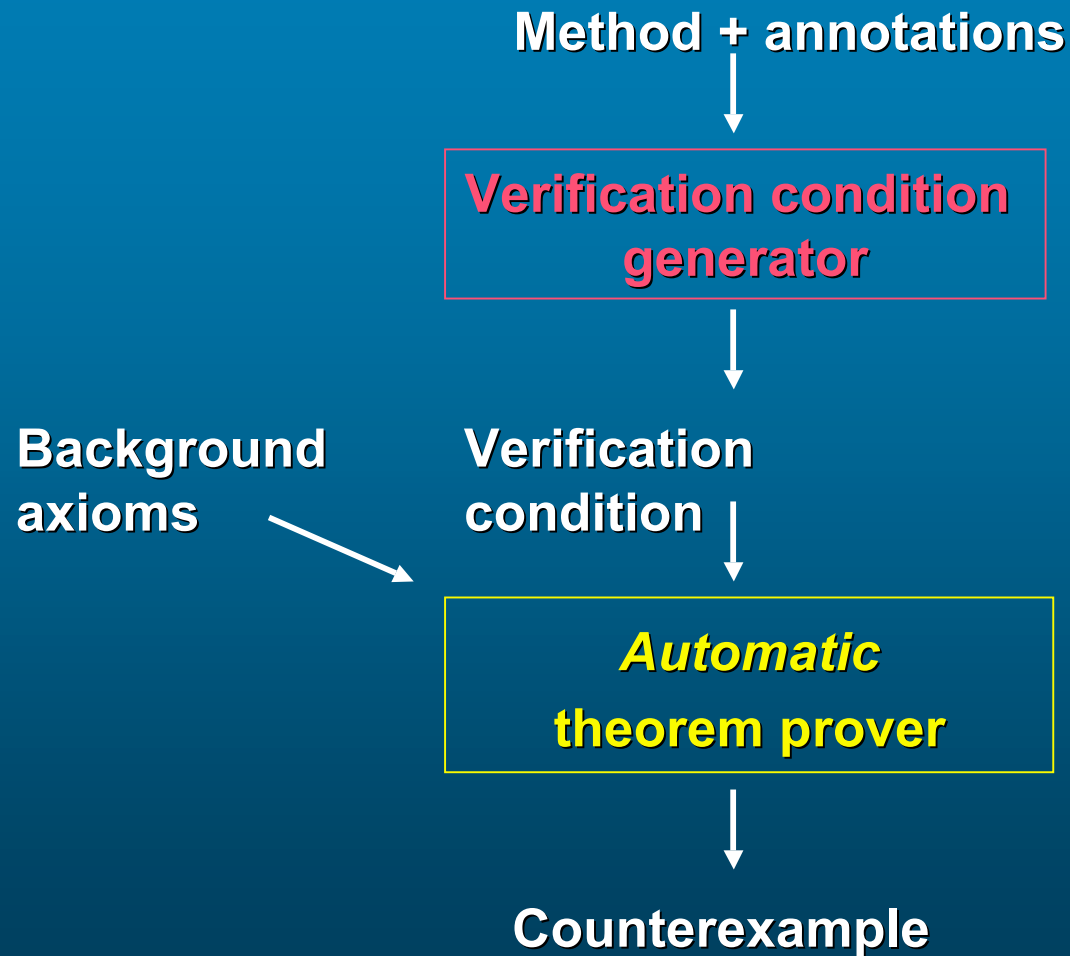 Method + annotations
Verification condition
generator
Background
axioms
Verification
condition
Automatic
theorem prover
Counterexample